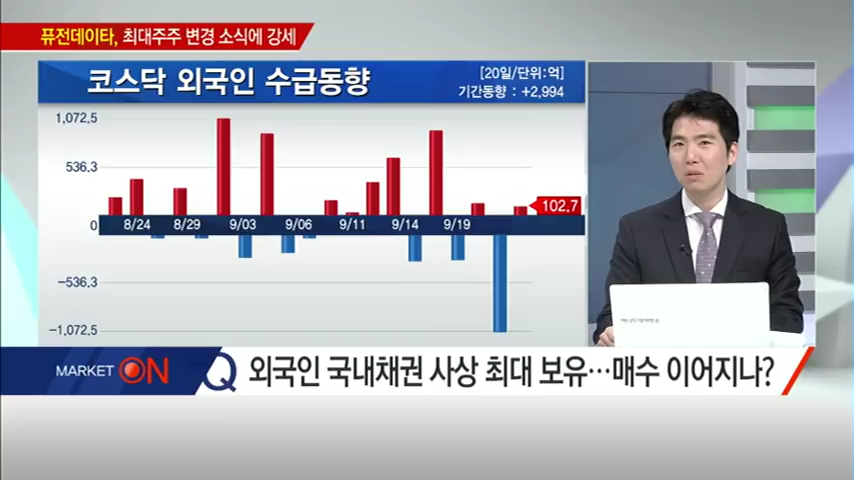 퓨전데이타, 최대주주 변경 소식에 강세
코스닥 외국인 수급동향
[20일/단위:억]
기간동향 : +2,994
1,072.5
536.3
0
-536.3
-1,072.5
8/24
8/29
9/03
9/06
9/11
9/14
9/19
102.7
MARKET ON
Q 외국인 국내채권 사상 최대 보유…매수 이어지나?